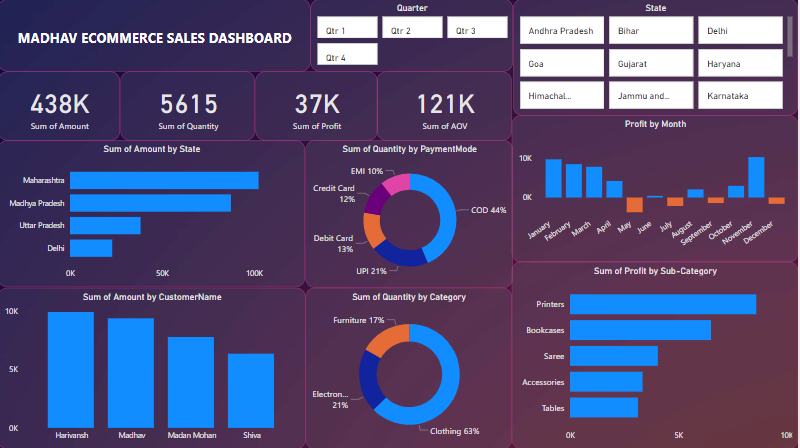 MADHAV ECOMMERCE SALES DASHBOARD
Quarter
Qtr 1
Qtr 2
Qtr 3
Qtr 4
State
Andhra Pradesh
Bihar
Delhi
Goa
Gujarat
Haryana
Himachal...
Jammu and...
Karnataka
438K
Sum of Amount
5615
Sum of Quantity
37K
Sum of Profit
121K
Sum of AOV
Sum of Amount by State
Maharashtra
Madhya Pradesh
Uttar Pradesh
Delhi
0K
50K
100K
Sum of Quantity by PaymentMode
EMI 10%
Credit Card
12%
Debit Card
13%
UPI 21%
COD 44%
Profit by Month
10K
0K
January
February
March
April
May
June
July
August
September
October
November
December
Sum of Amount by CustomerName
10K
5K
0K
Harivansh
Madhav
Madan Mohan
Shiva
Sum of Quantity by Category
Furniture 17%
Electron...
21%
Clothing 63%
Sum of Profit by Sub-Category
Printers
Bookcases
Saree
Accessories
Tables
0K
5K
10K